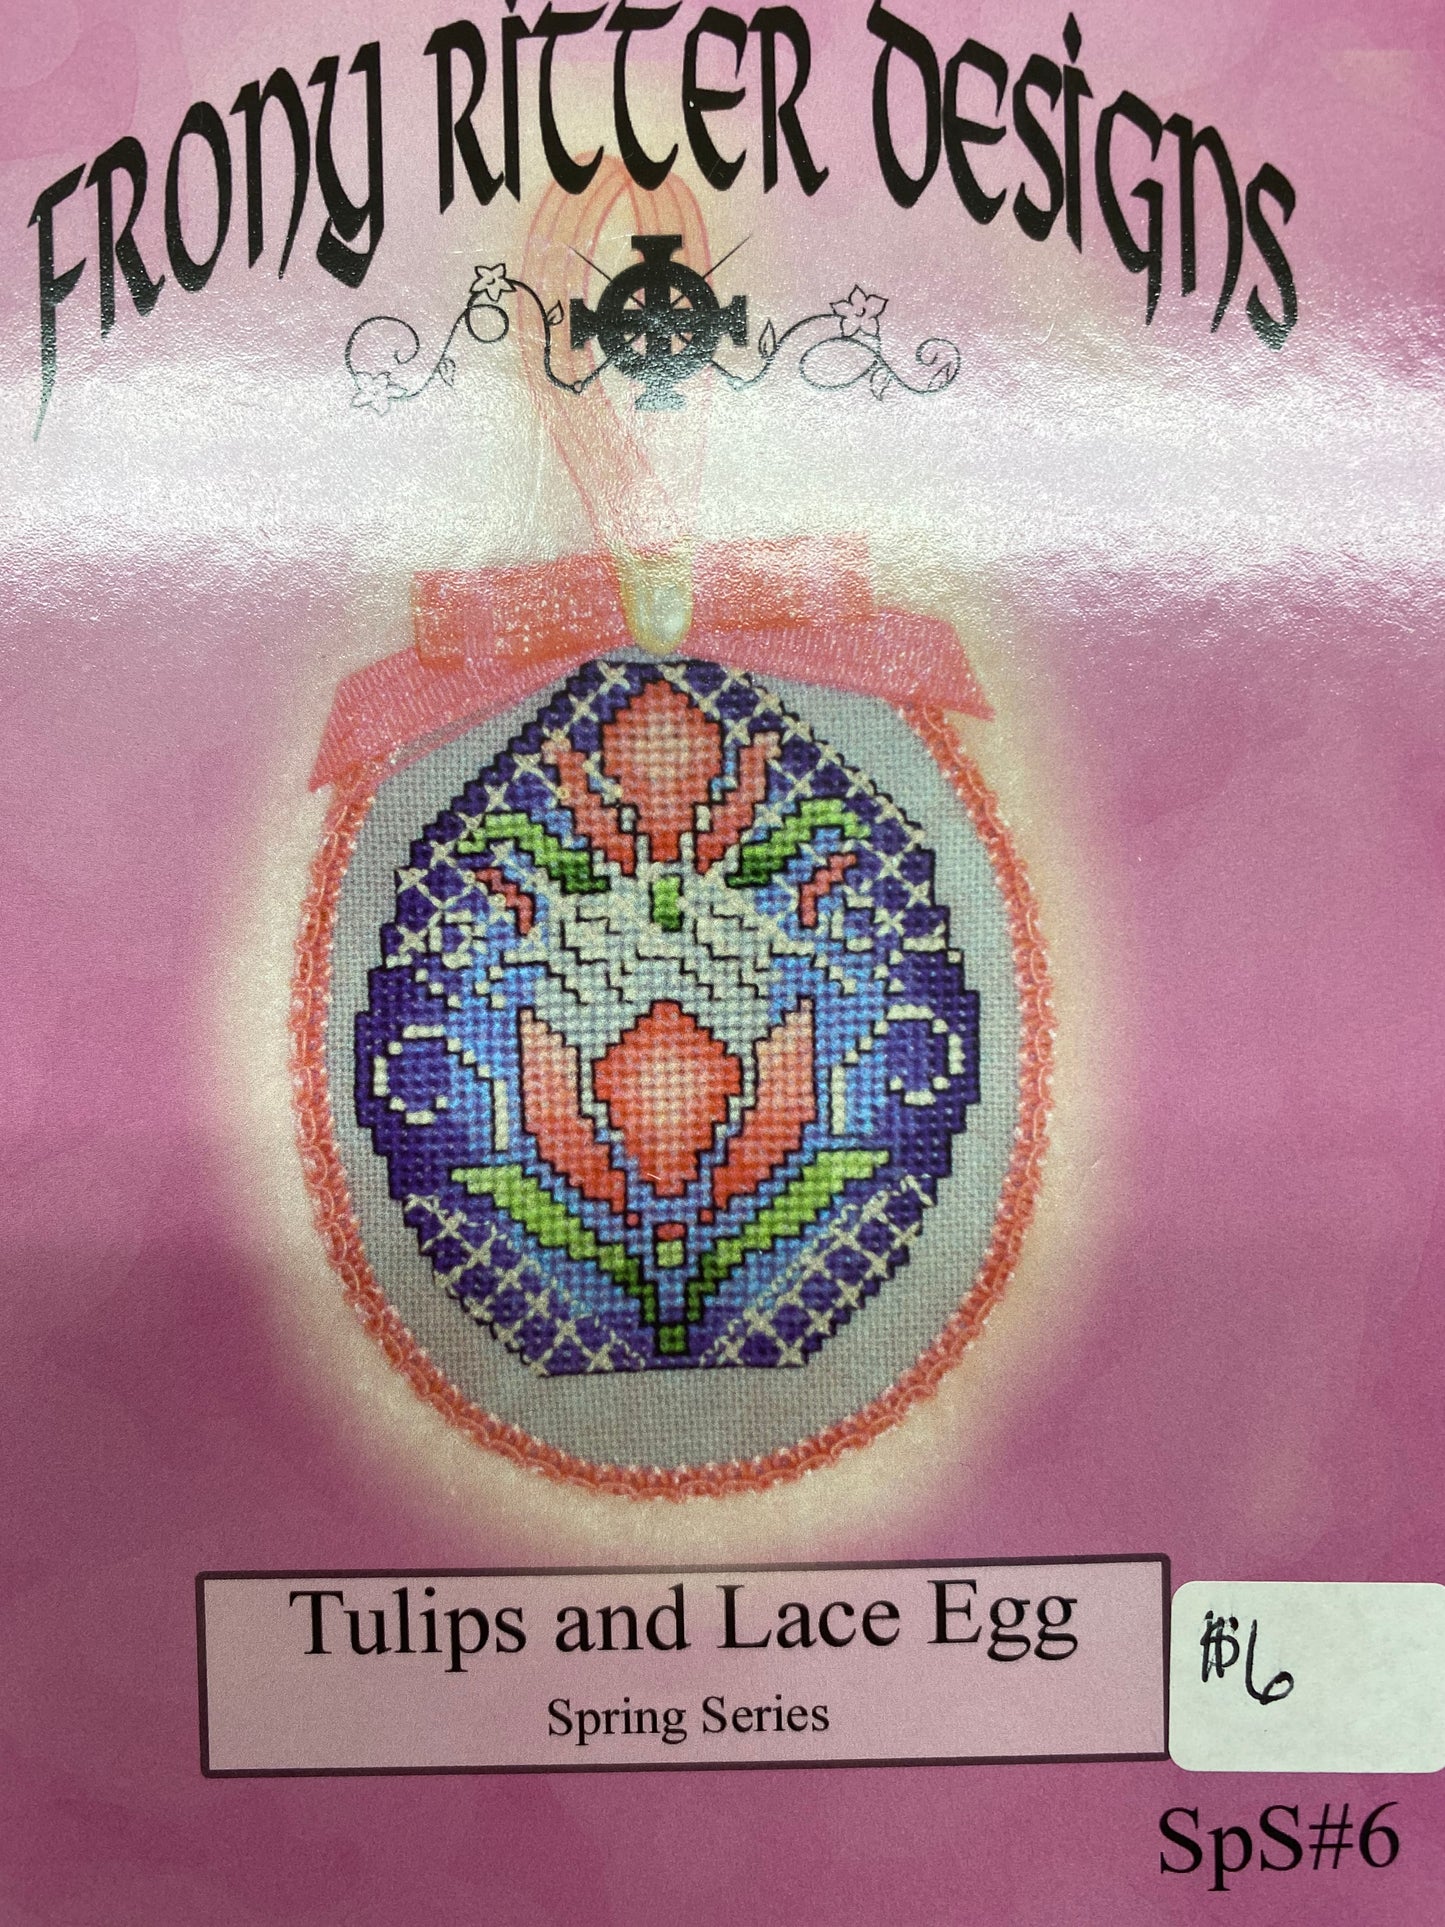 FRONY RITTER DESIGNS
Tulips and Lace Egg
Spring Series
$6
SpS#6